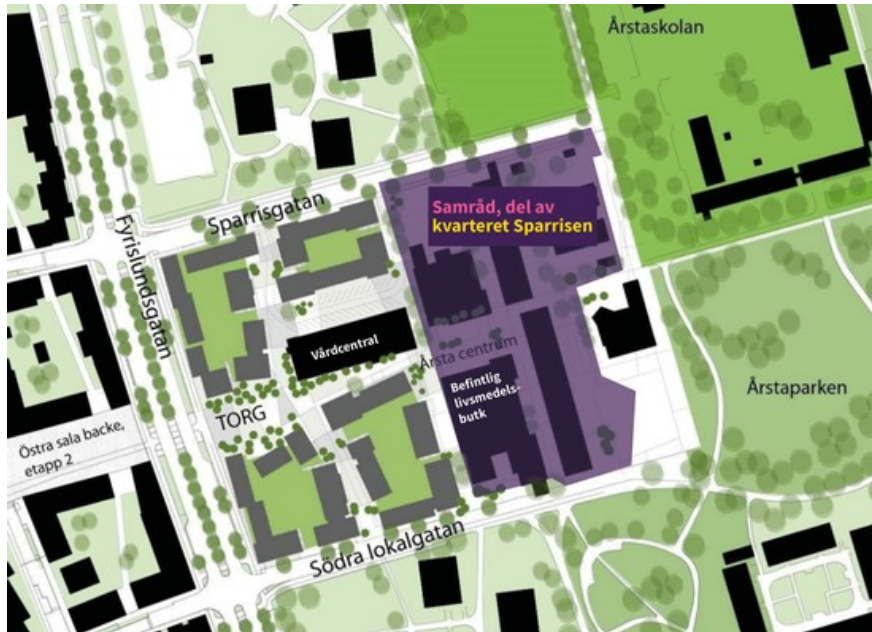 Årstaskolan
Sparrisgatan
Samråd, del av
kvarteret Sparrisen
Fyrislundsgatan
Vårdcentral
Årsta centrum
Befintlig
livsmedels-
butk
Årstaparken
TORG
Östra sala backe,
etapp 2
Södra lokalgatan